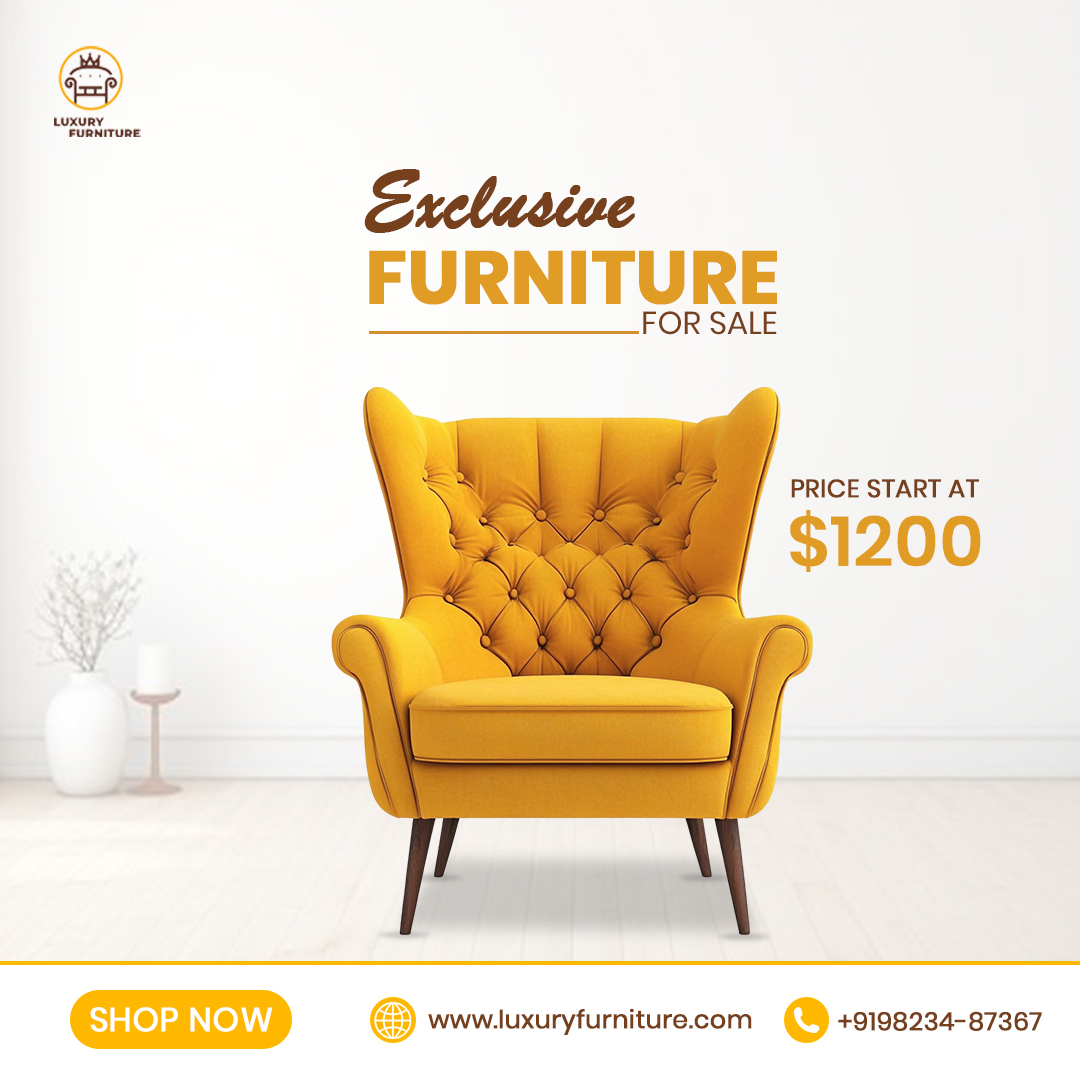 LUXURY
FURNITURE
Exclusive
FURNITURE
FOR SALE
PRICE START AT
$1200
SHOP NOW
www.luxuryfurniture.com
+9198234-87367